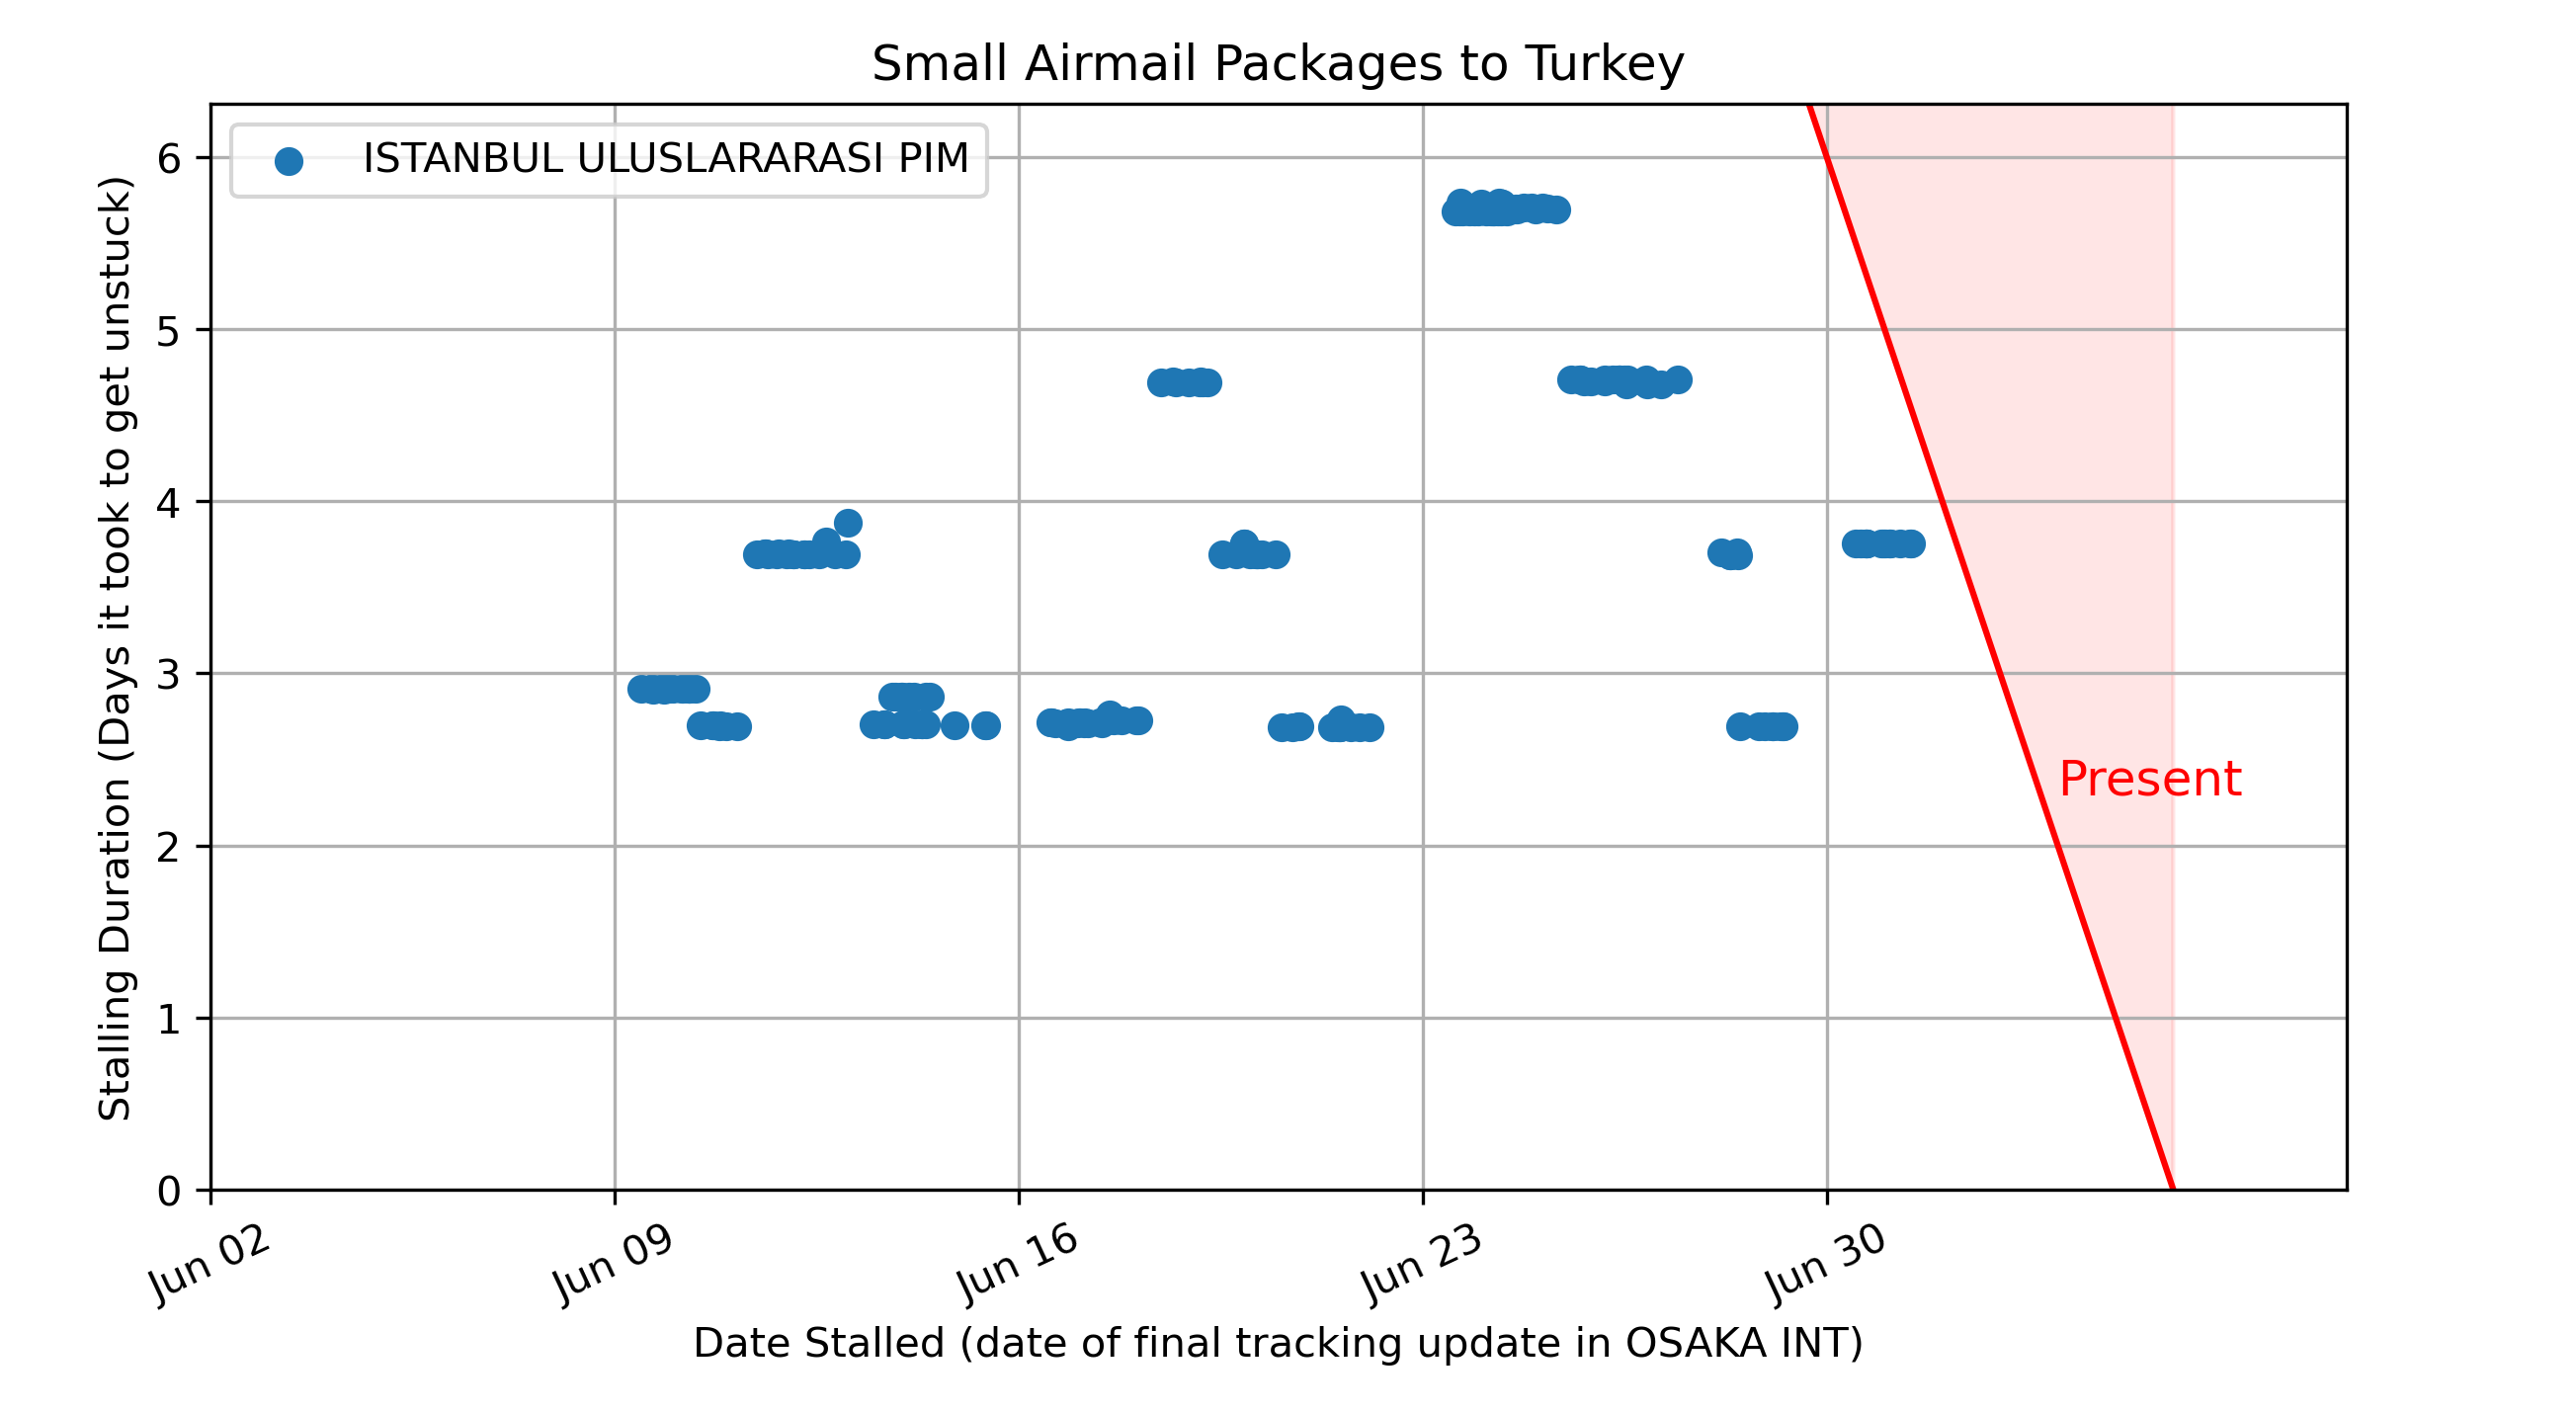 Small Airmail Packages to Turkey
ISTANBUL ULUSLARARASI PIM
Stalling Duration (Days it took to get unstuck)
6
5
4
3
2
1
0
Present
Jun 02
Jun 09
Jun 16
Jun 23
Jun 30
Date Stalled (date of final tracking update in OSAKA INT)